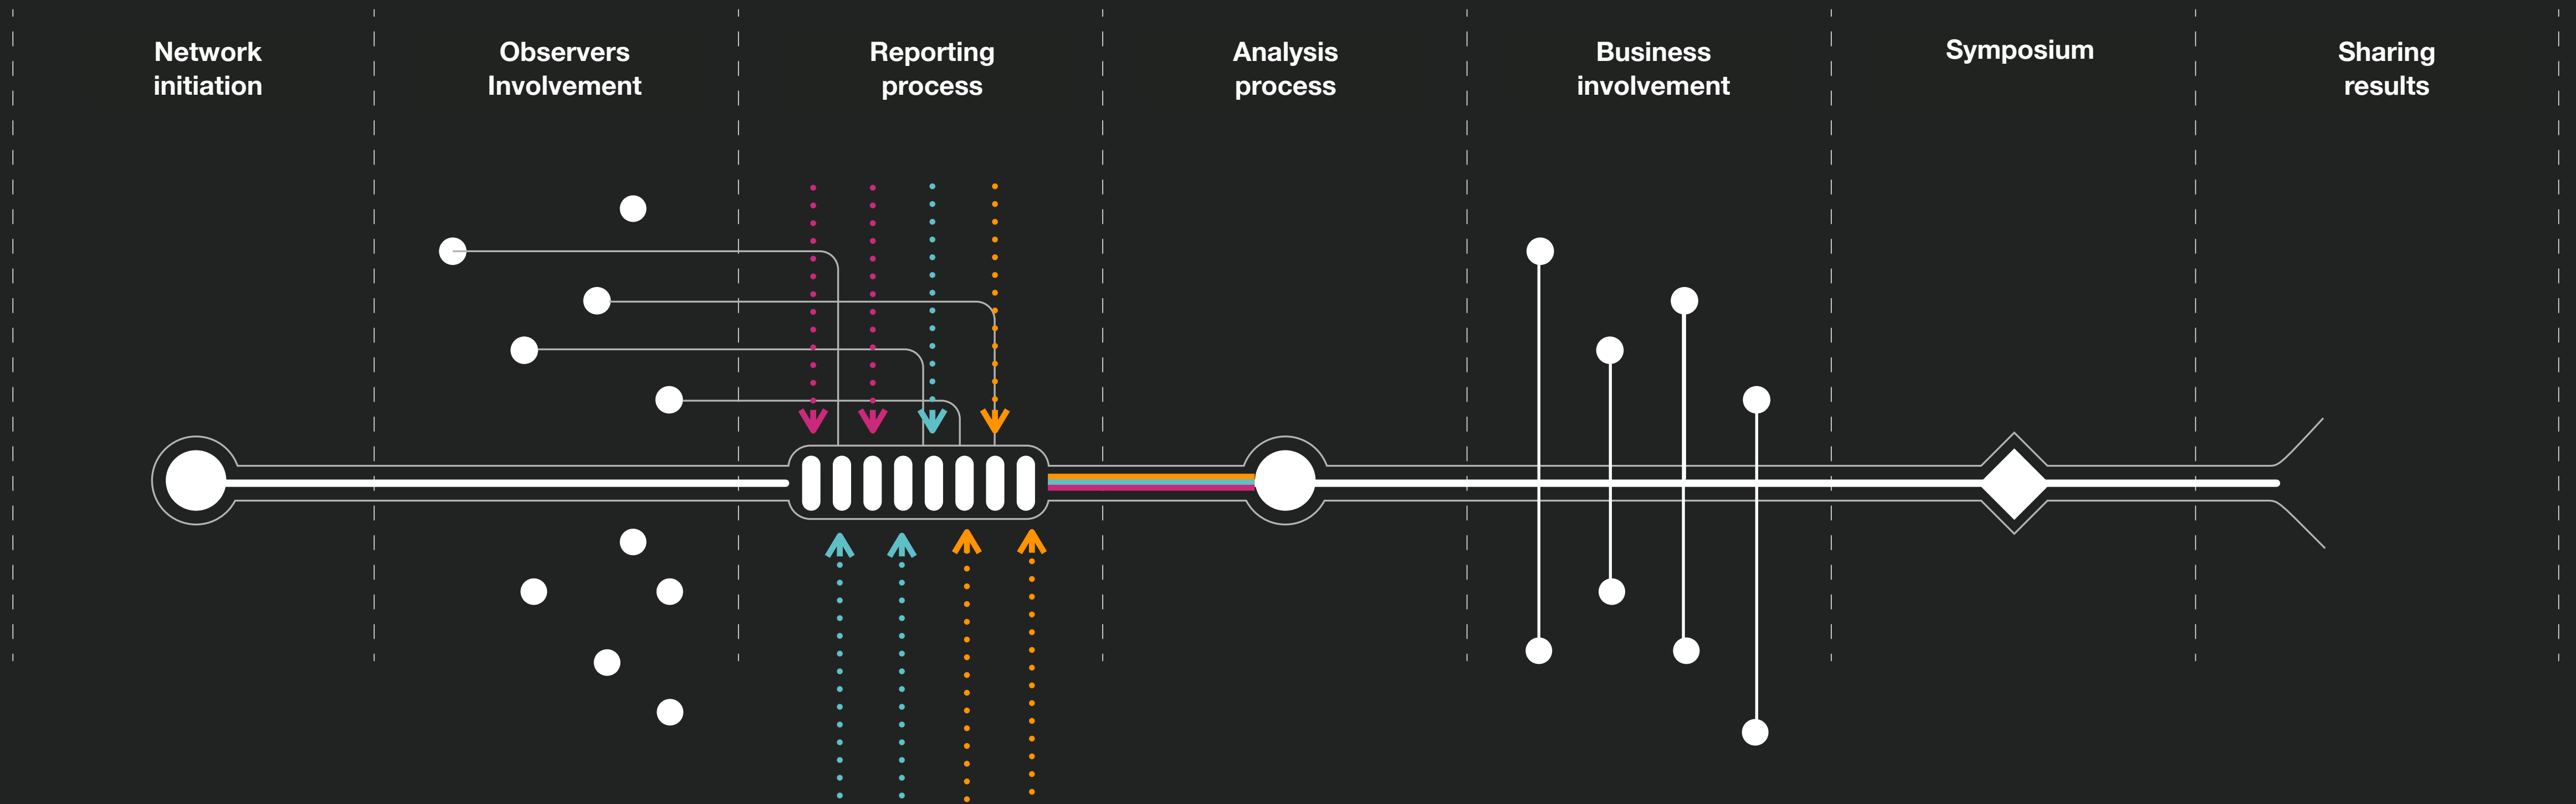 Network
initiation
Observers
Involvement
Reporting
process
Analysis
process
Business
involvement
Symposium
Sharing
results